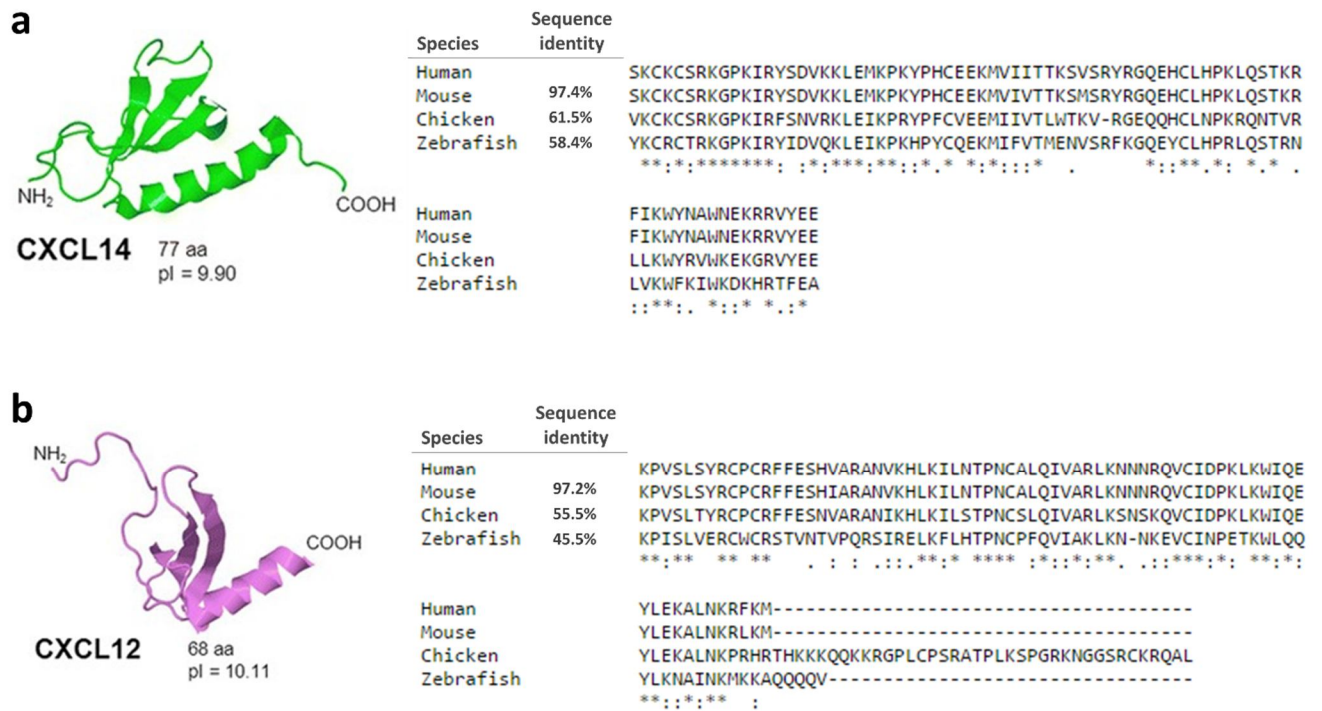 a
Species Sequence identity
Human SKCKCSRKGPKIRYSDVKKLEMKPKYPHCEEKMVIITTKSVSRYRGQEHCLHPKLQSTKR
Mouse 97.4% SKCKCSRKGPKIRYSDVKKLEMKPKYPHCEEKMVIVTTKSMSRYRGQEHCLHPKLQSTKR
Chicken 61.5% VKCKCSRKGPKIRFSNVRKLEIKPRYPFCVEEMIIVTLWTKV-RGEQQHCLNPKRQNTVR
Zebrafish 58.4% YKCRCTRKGPKIRYIDVQKLEIKPKHPYCQEKMIFVTMENVSRFKGQEYCLHPRLQSTRN
**:*:*******: :*:***:**::*.* *:*:::* . *::**.*: *.* .
NH2
COOH
CXCL14 77 aa
pI = 9.90
Human FIKWYNAWNEKRRVYEE
Mouse FIKWYNAWNEKRRVYEE
Chicken LLKWYRVWKEKGRVYEE
Zebrafish LVKWFKIWKDKHRTFEA
::**:. *::* *.:*
b
Species Sequence identity
Human KPVSLSYRCPCRFFESHVARANVKHLKILNTPNCALQIVARLKNNNRQVCIDPKLKWIQE
Mouse 97.2% KPVSLSYRCPCRFFESHIARANVKHLKILNTPNCALQIVARLKNNNRQVCIDPKLKWIQE
Chicken 55.5% KPVSLTYRCPCRFFESNVARANIKHLKILSTPNCSLQIVARLKSNSKQVCIDPKLKWIQE
Zebrafish 45.5% KPISLVERCWCRSTVNTVPQRSIRELKFLHTPNCPFQVIAKLKN-NKEVCINPETKWLQQ
**:** ** ** . : : .::.**:* **** :*::*:**. .::***:*: **:*:
NH2
COOH
CXCL12 68 aa
pI = 10.11
Human YLEKALNKRFKM--------------------------------------
Mouse YLEKALNKRLKM--------------------------------------
Chicken YLEKALNKPRHRTHKKKQQKKRGPLCPSRATPLKSPGRKNGGSRCKRQAL
Zebrafish YLKNAINKMKKAQQQQV---------------------------------
**::*:** :